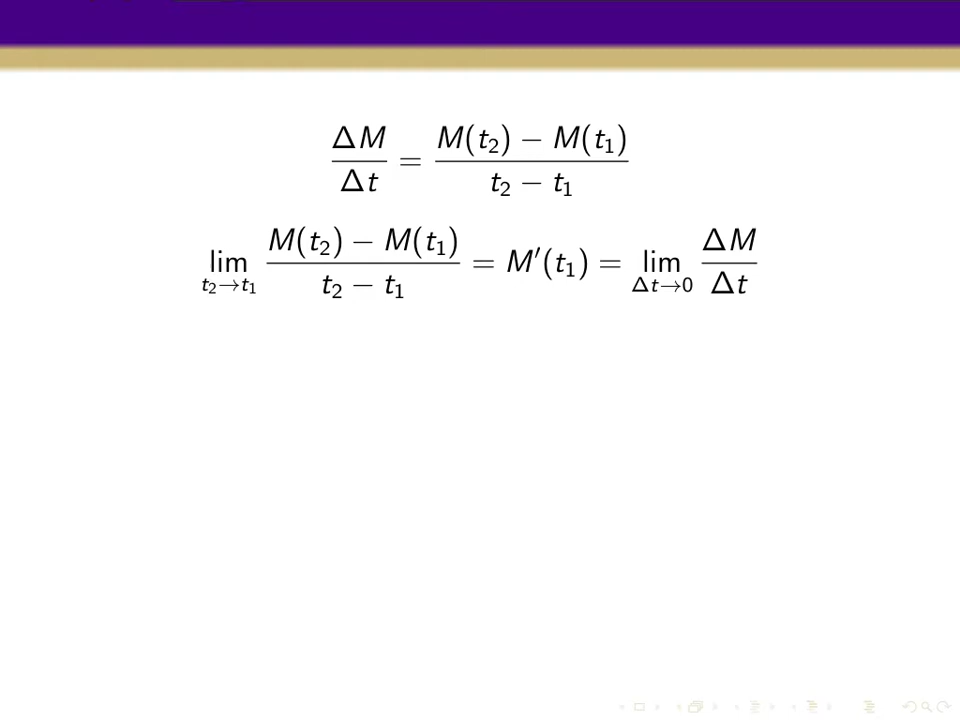 ΔM/Δt = (M(t₂) − M(t₁))/(t₂ − t₁)
lim_{t₂→t₁} (M(t₂) − M(t₁))/(t₂ − t₁) = M′(t₁) = lim_{Δt→0} ΔM/Δt